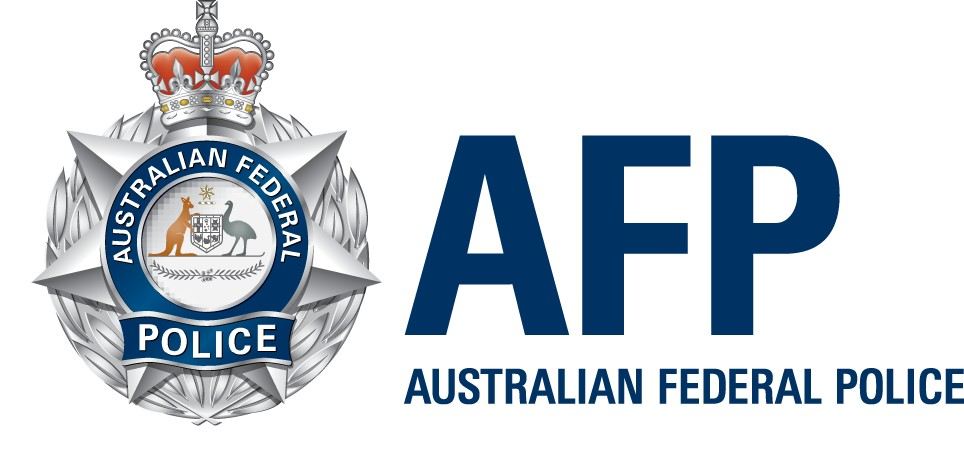 AUSTRALIAN FEDERAL
POLICE
AFP
AUSTRALIAN FEDERAL POLICE